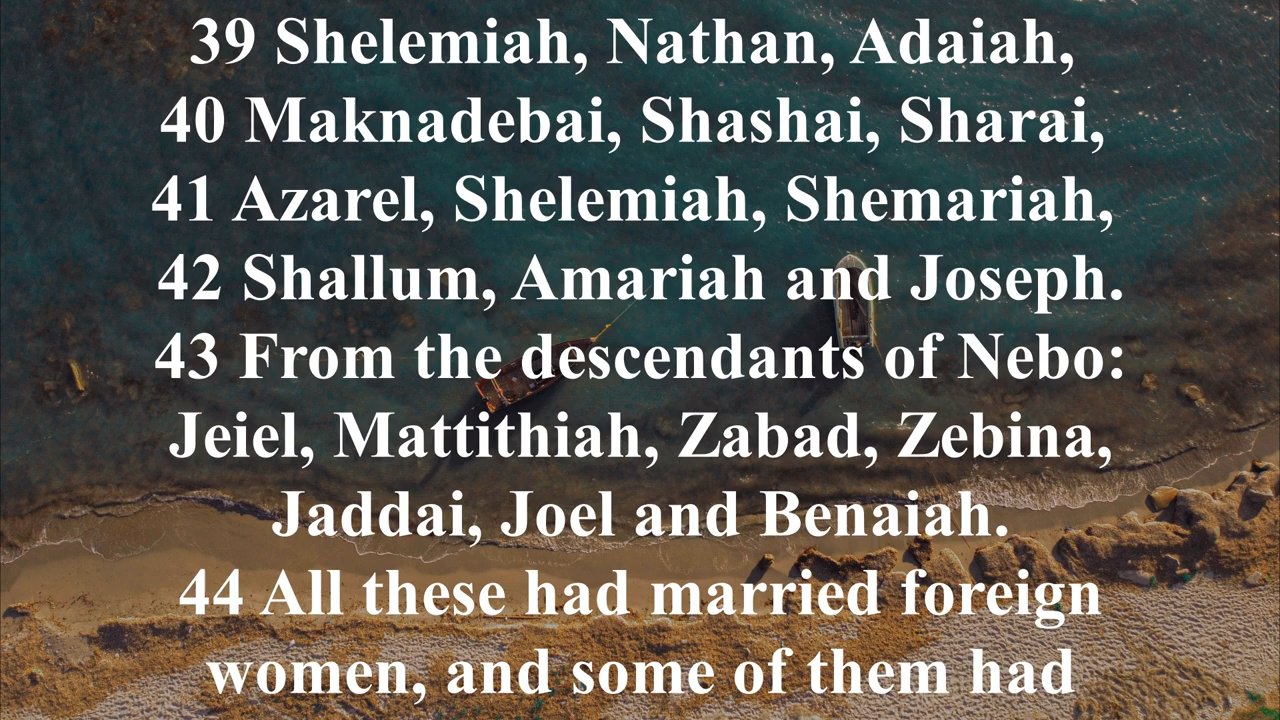 39 Shelemiah, Nathan, Adaiah,
40 Maknadebai, Shashai, Sharai,
41 Azarel, Shelemiah, Shemariah,
42 Shallum, Amariah and Joseph.
43 From the descendants of Nebo:
Jeiel, Mattithiah, Zabad, Zebina,
Jaddai, Joel and Benaiah.
44 All these had married foreign
women, and some of them had